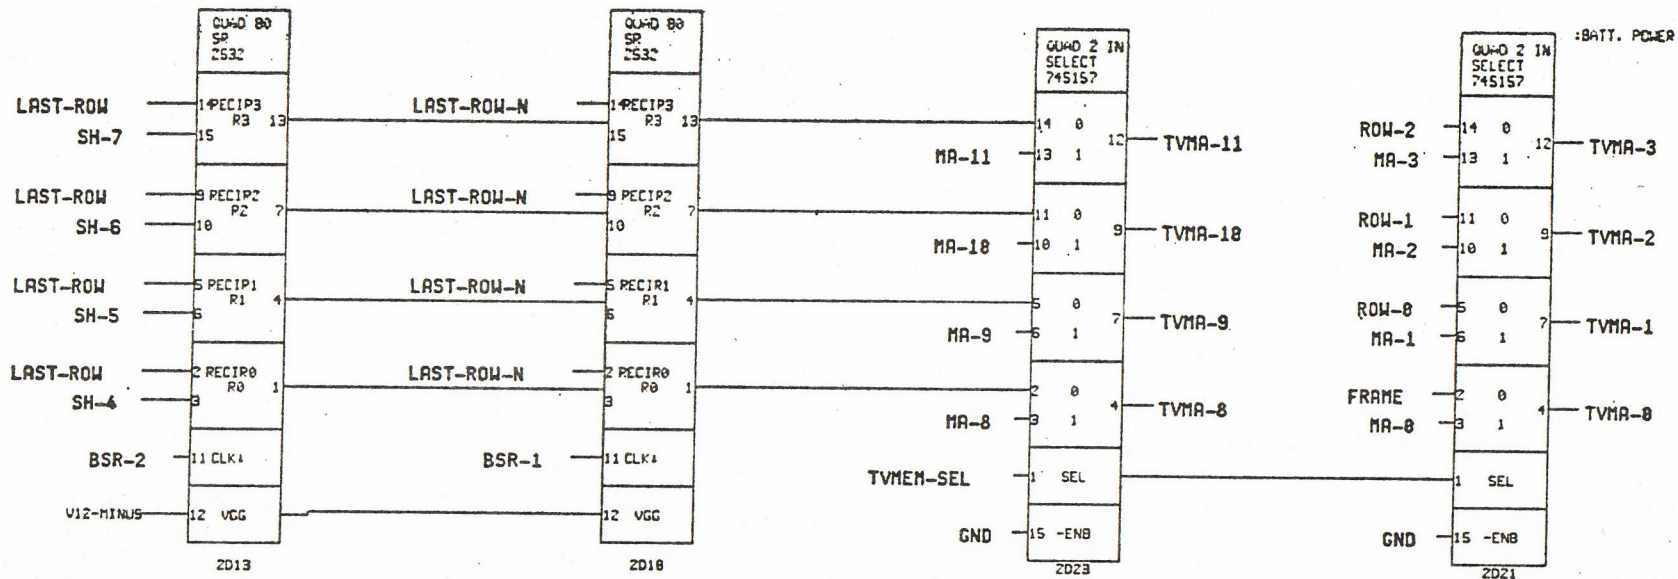 QUAD 80
SR
2532
LAST-ROW
14 RECIP3
R3 13
SH-7
15
LAST-ROW
9 RECIP2
R2 7
SH-6
10
LAST-ROW
5 RECIP1
R1 4
SH-5
6
LAST-ROW
2 RECIR0
R0 1
SH-4
3
BSR-2
11 CLK↓
V12-MINUS
12 VGG
2D13
QUAD 80
SR
2532
LAST-ROW-N
14 RECIP3
R3 13
15
LAST-ROW-N
9 RECIP2
R2 7
10
LAST-ROW-N
5 RECIR1
R1 4
6
LAST-ROW-N
2 RECIR0
R0 1
3
BSR-1
11 CLK↓
12 VGG
2D18
QUAD 2 IN
SELECT
74S157
14 0
12 TVMA-11
MA-11 13 1
11 0
9 TVMA-18
MA-18 10 1
5 0
7 TVMA-9
MA-9 6 1
2 0
4 TVMA-8
MA-8 3 1
TVMEM-SEL 1 SEL
GND 15 -ENB
2D23
:BATT. POWER
QUAD 2 IN
SELECT
74S157
ROW-2 14 0
12 TVMA-3
MA-3 13 1
ROW-1 11 0
9 TVMA-2
MA-2 10 1
ROW-0 5 0
7 TVMA-1
MA-1 6 1
FRAME 2 0
4 TVMA-0
MA-0 3 1
1 SEL
GND 15 -ENB
2D21